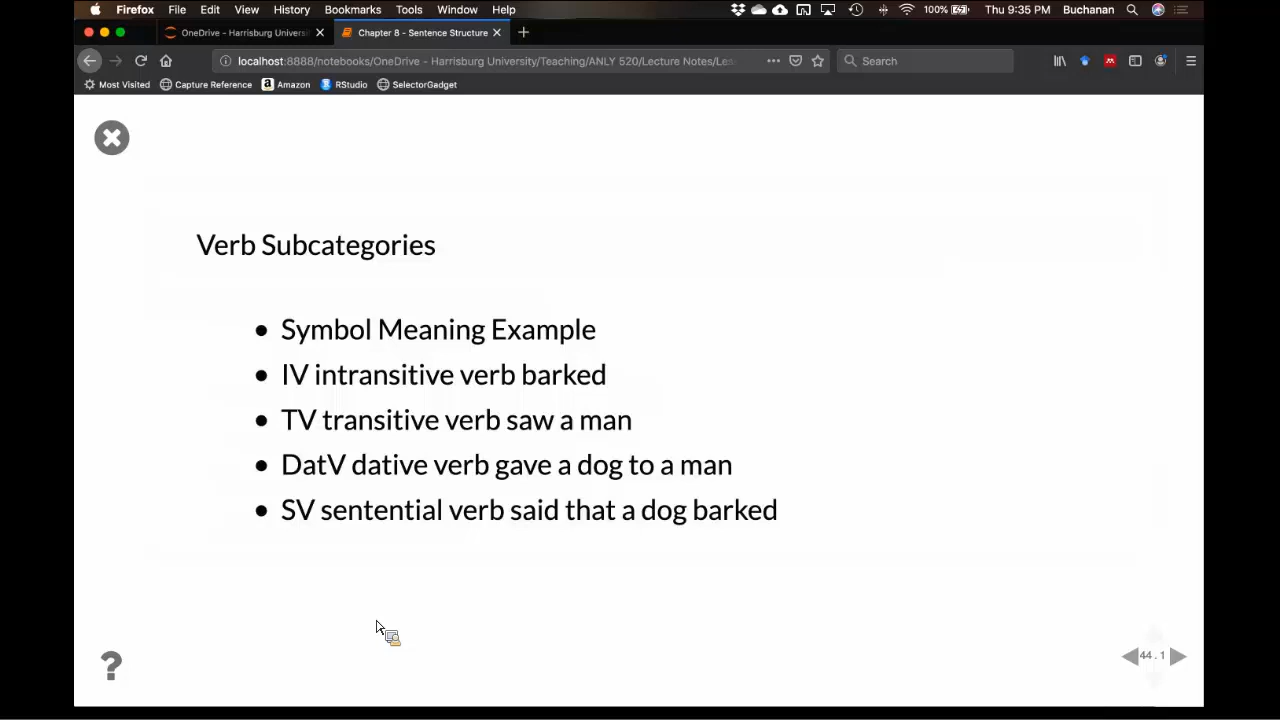 Firefox File Edit View History Bookmarks Tools Window Help 100% Thu 9:35 PM Buchanan
OneDrive - Harrisburg Universi Chapter 8 - Sentence Structure
localhost:8888/notebooks/OneDrive - Harrisburg University/Teaching/ANLY 520/Lecture Notes/Les Search
Most Visited Capture Reference Amazon RStudio SelectorGadget
Verb Subcategories
• Symbol Meaning Example
• IV intransitive verb barked
• TV transitive verb saw a man
• DatV dative verb gave a dog to a man
• SV sentential verb said that a dog barked
?
44.1